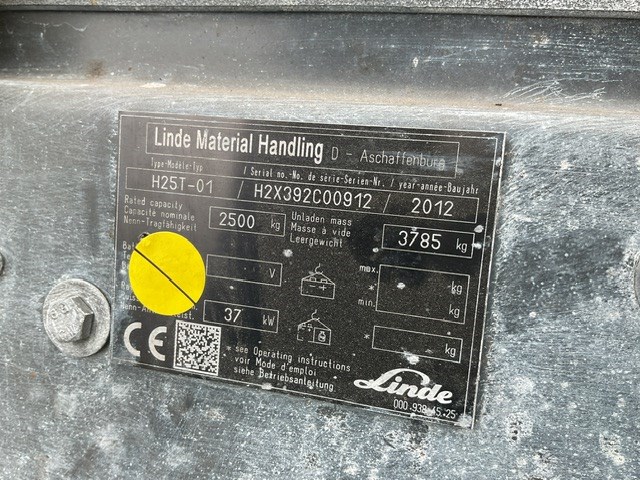 Linde Material Handling D - Aschaffenburg
Type-Modèle-Typ / Serial no.-No. de série-Serien-Nr. / year-année-Baujahr
H25T-01 / H2X392C00912 / 2012
Rated capacity
Capacité nominale
Nenn-Tragfähigkeit
2500 kg
Unladen mass
Masse à vide
Leergewicht
3785 kg
V
max.
* kg
min.
37 kW
* kg
CE
* see Operating instructions
voir Mode d'emploi
siehe Betriebsanleitung.
Linde
000 938 45 25